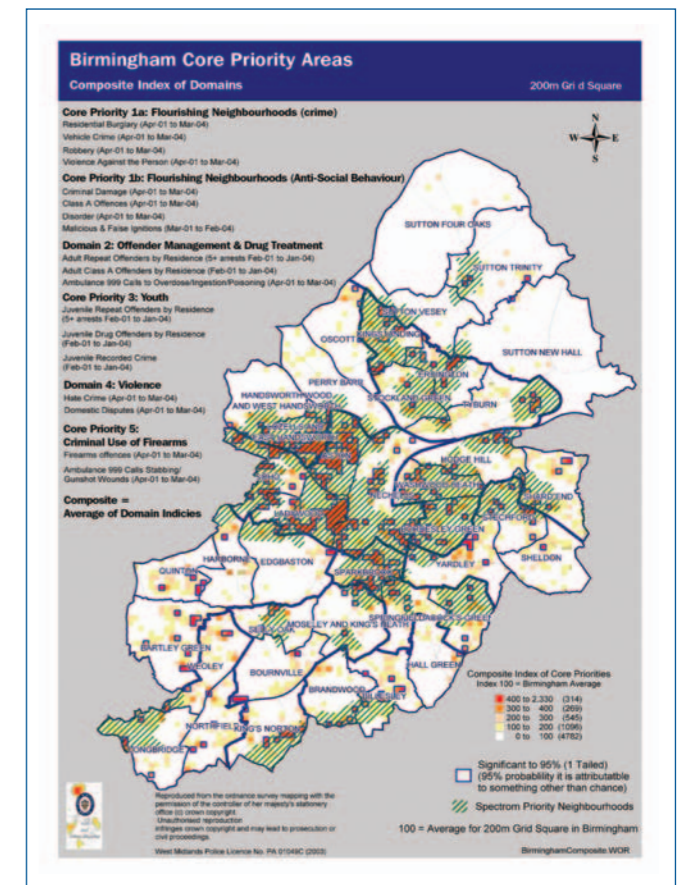 Birmingham Core Priority Areas
Composite Index of Domains
200m Gri d Square
Core Priority 1a: Flourishing Neighbourhoods (crime)
Residential Burglary (Apr-01 to Mar-04)
Vehicle Crime (Apr-01 to Mar-04)
Robbery (Apr-01 to Mar-04)
Violence Against the Person (Apr-01 to Mar-04)
Core Priority 1b: Flourishing Neighbourhoods (Anti-Social Behaviour)
Criminal Damage (Apr-01 to Mar-04)
Class A Offences (Apr-01 to Mar-04)
Disorder (Apr-01 to Mar-04)
Malicious & False Ignitions (Mar-01 to Feb-04)
Domain 2: Offender Management & Drug Treatment
Adult Repeat Offenders by Residence (5+ arrests Feb-01 to Jan-04)
Adult Class A Offenders by Residence (Feb-01 to Jan-04)
Ambulance 999 Calls to Overdose/Ingestion/Poisoning (Apr-01 to Mar-04)
Core Priority 3: Youth
Juvenile Repeat Offenders by Residence
(5+ arrests Feb-01 to Jan-04)
Juvenile Drug Offenders by Residence
(Feb-01 to Jan-04)
Juvenile Recorded Crime
(Feb-01 to Jan-04)
Domain 4: Violence
Hate Crime (Apr-01 to Mar-04)
Domestic Disputes (Apr-01 to Mar-04)
Core Priority 5:
Criminal Use of Firearms
Firearms offences (Apr-01 to Mar-04)
Ambulance 999 Calls Stabbing/
Gunshot Wounds (Apr-01 to Mar-04)
Composite =
Average of Domain Indicies
N
W E
S
SUTTON FOUR OAKS
SUTTON TRINITY
SUTTON VESEY
OSCOTT
SUTTON NEW HALL
PERRY BARR
STOCKLAND GREEN
TYBURN
HANDSWORTH WOOD
AND WEST
HODGE HILL
SHARD END
SHELDON
YARDLEY
HARBORNE
EDGBASTON
QUINTON
MOSELEY AND KING'S HEATH
BARTLEY GREEN
WEOLEY
BOURNVILLE
HALL GREEN
BRANDWOOD
BILLESLEY
KING'S NORTON
LONGBRIDGE
Composite Index of Core Priorities
Index 100 = Birmingham Average
400 to 2,330 (314)
300 to 400 (269)
200 to 300 (545)
100 to 200 (1096)
0 to 100 (4782)
Significant to 95% (1 Tailed)
(95% probablility it is attributatble
to something other than chance)
Spectrom Priority Neighbourhoods
100 = Average for 200m Grid Square in Birmingham
Reproduced from the ordnance survey mapping with the
permission of the controller of her majesty's stationery
office (c) crown copyright.
Unauthorised reproduction
infringes crown copyright and may lead to prosecution or
civil proceedings.
West Midlands Police Licence No. PA 01049C (2003)
BirminghamComposite.WOR